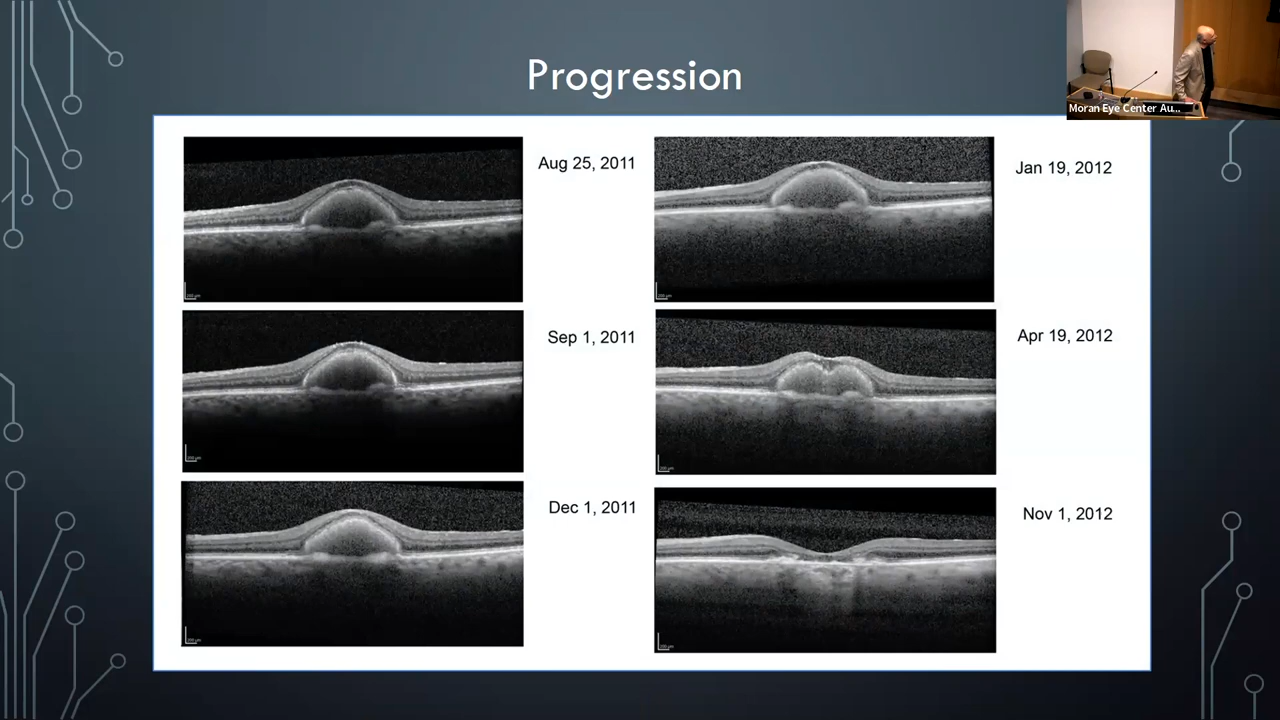 Progression
Moran Eye Center Au...
Aug 25, 2011
Jan 19, 2012
Sep 1, 2011
Apr 19, 2012
Dec 1, 2011
Nov 1, 2012